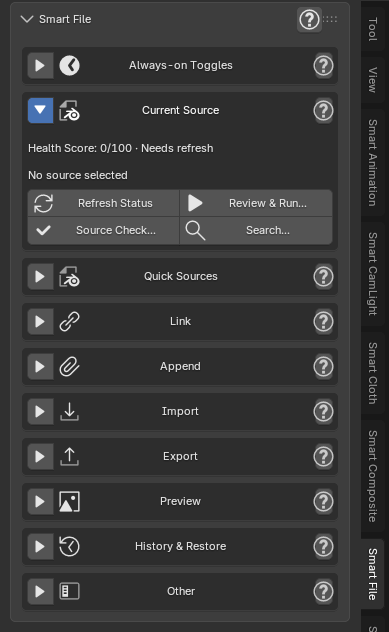 Smart File
Always-on Toggles
Current Source
Health Score: 0/100 · Needs refresh
No source selected
Refresh Status
Review & Run...
Source Check...
Search...
Quick Sources
Link
Append
Import
Export
Preview
History & Restore
Other
Tool
View
Smart Animation
Smart CamLight
Smart Cloth
Smart Composite
Smart File